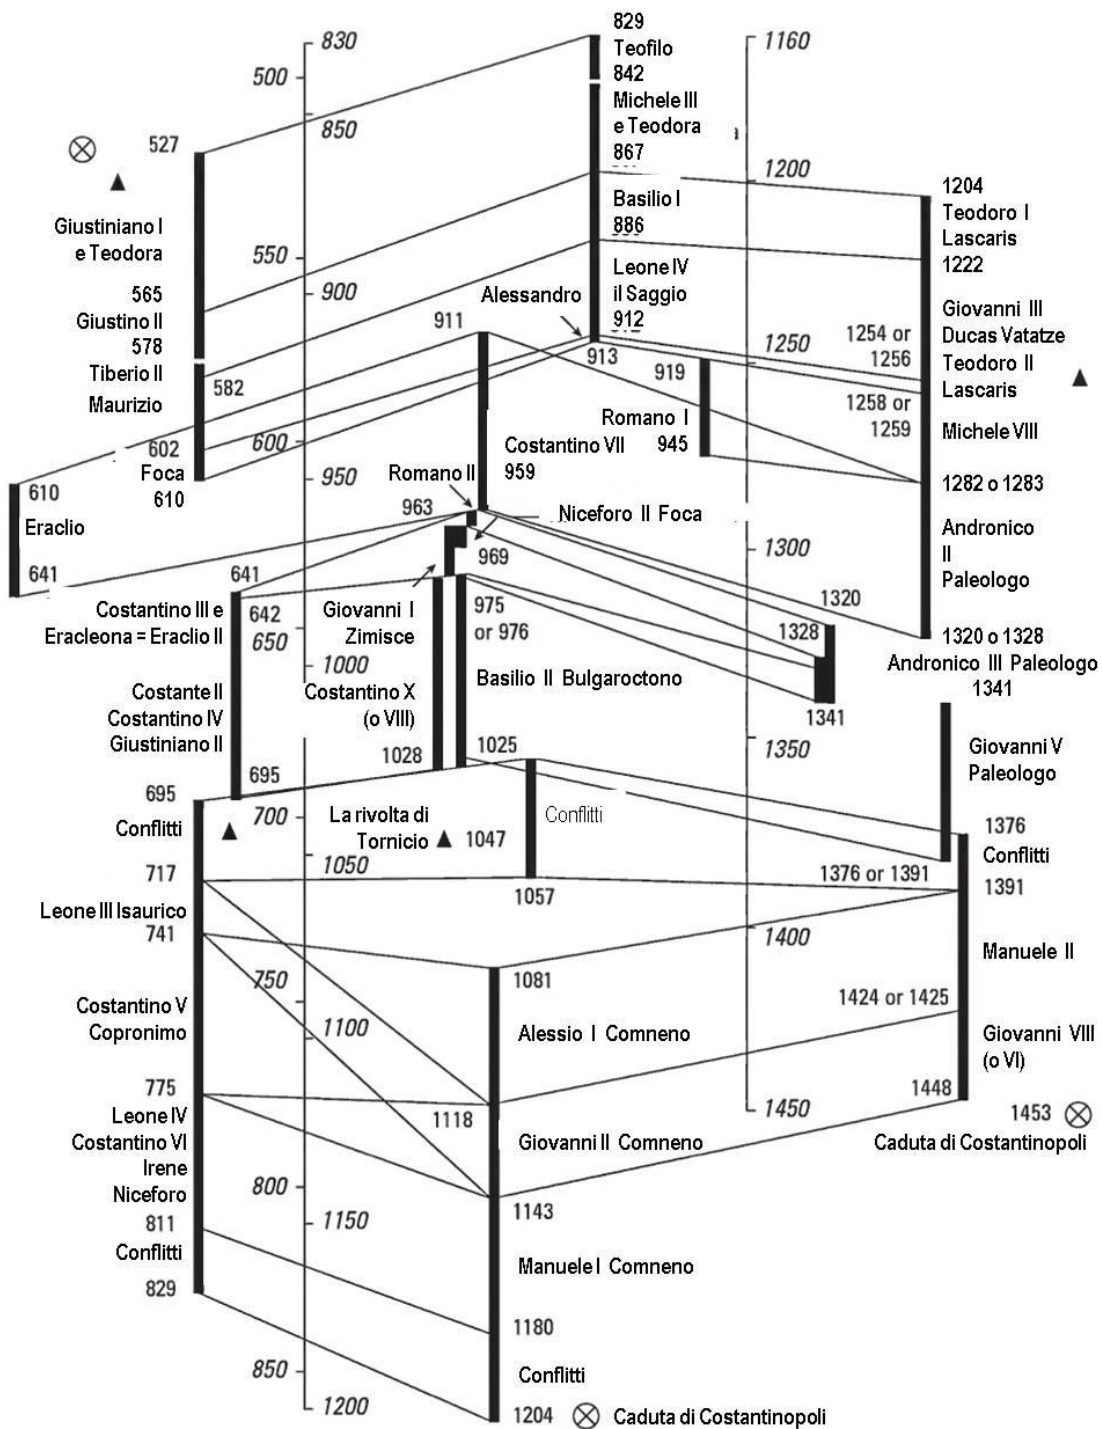 829
830
1160
Teofilo
500
842
Michele III
e Teodora
850
527
867
1200
1204
Basilio I
Teodoro I
Giustiniano I
e Teodora
886
Lascaris
550
Leone IV
1222
565
900
Alessandro
il Saggio
Giovanni III
Giustino II
911
912
1254 or
Ducas Vatatze
578
1250
1256
Tiberio II
582
913
919
Teodoro II
Maurizio
1258 or
Lascaris
602
600
Romano I
1259
Michele VIII
Foca
Costantino VII
945
610
610
950
Romano II
959
1282 o 1283
Eraclio
963
Niceforo II Foca
Andronico
II
641
641
969
1300
Paleologo
Costantino III e
642
Giovanni I
975
1320
Eracleona = Eraclio II
650
Zimisce
or 976
1328
1320 o 1328
1000
Andronico III Paleologo
Costante II
Costantino X
Basilio II Bulgaroctono
1341
Costantino IV
(o VIII)
1341
Giustiniano II
1028
1025
1350
Giovanni V
Paleologo
695
695
700
La rivolta di
Conflitti
1376
Conflitti
Tornicio
1047
Conflitti
717
1050
1057
1376 or 1391
1391
Leone III Isaurico
741
1400
Manuele II
750
1081
Costantino V
1424 or 1425
Copronimo
1100
Alessio I Comneno
Giovanni VIII
(o VI)
775
1448
Leone IV
1118
1450
1453
Costantino VI
Giovanni II Comneno
Caduta di Costantinopoli
Irene
Niceforo
800
1143
811
1150
Conflitti
Manuele I Comneno
829
1180
850
Conflitti
1200
1204
Caduta di Costantinopoli